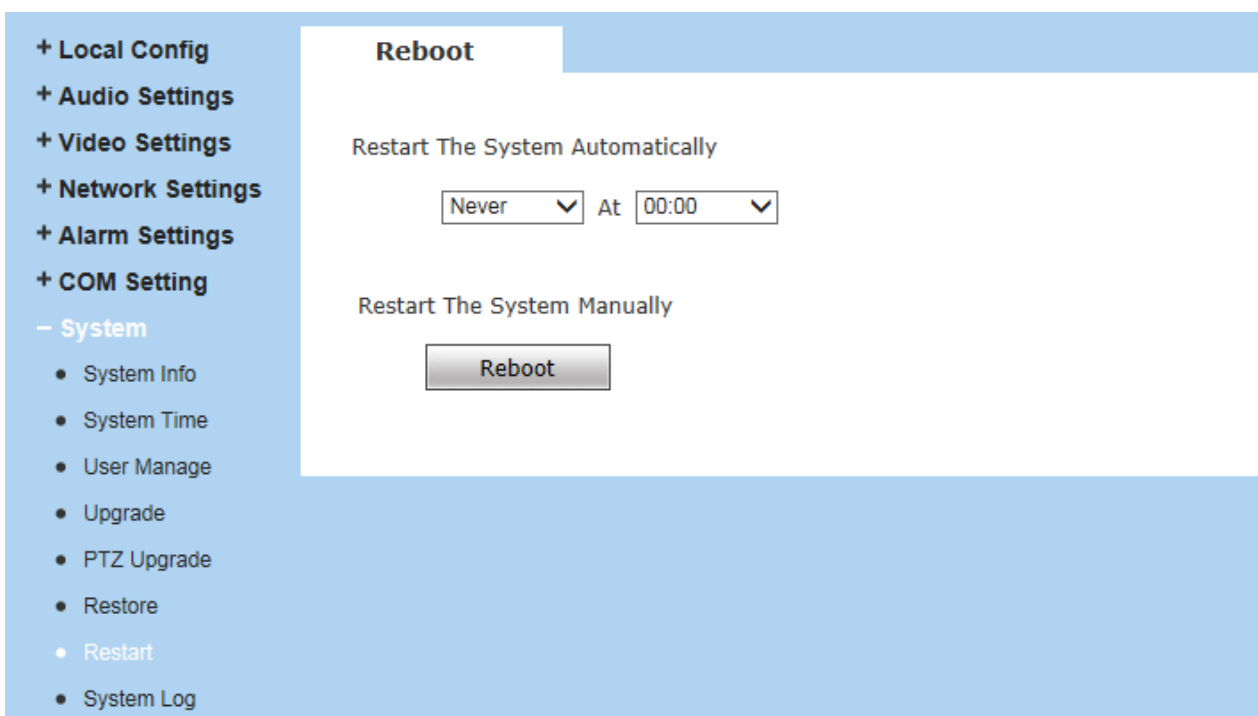 + Local Config
+ Audio Settings
+ Video Settings
+ Network Settings
+ Alarm Settings
+ COM Setting
− System
• System Info
• System Time
• User Manage
• Upgrade
• PTZ Upgrade
• Restore
• Restart
• System Log
Reboot
Restart The System Automatically
Never At 00:00
Restart The System Manually
Reboot